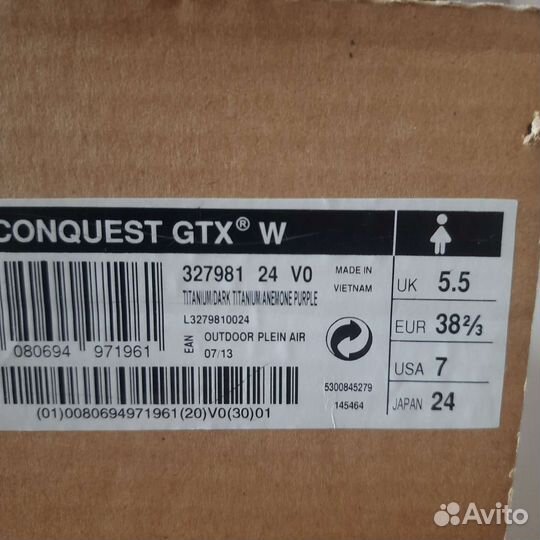 CONQUEST GTX® W
327981 24 V0
TITANIUM/DARK TITANIUM/ANEMONE PURPLE
L3279810024
EAN
OUTDOOR PLEIN AIR
07/13
080694 971961
(01)0080694971961(20)V0(30)01
MADE IN
VIETNAM
5300845279
145464
UK 5.5
EUR 38⅔
USA 7
JAPAN 24
Avito